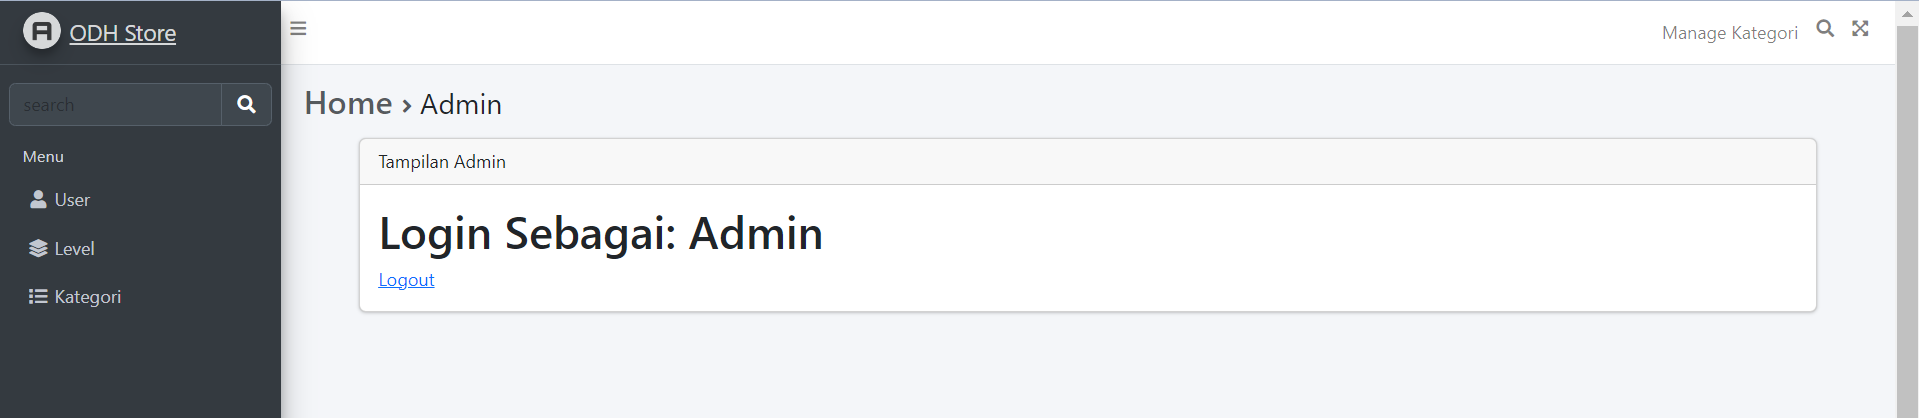 ODH Store
search
Menu
User
Level
Kategori
Manage Kategori
Home › Admin
Tampilan Admin
Login Sebagai: Admin
Logout